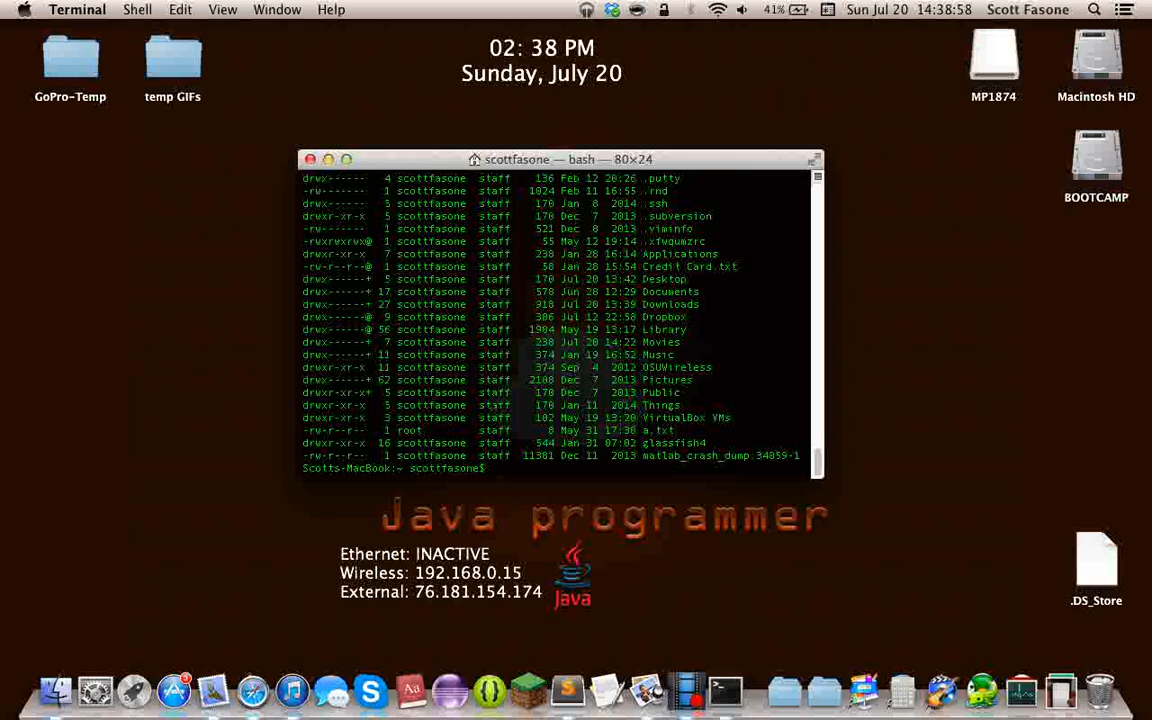 Terminal Shell Edit View Window Help 41% Sun Jul 20 14:38:58 Scott Fasone
02: 38 PM
Sunday, July 20
GoPro-Temp temp GIFs MP1874 Macintosh HD
BOOTCAMP
scottfasone — bash — 80×24
drwx------ 4 scottfasone staff 136 Feb 12 20:26 .putty
-rw------- 1 scottfasone staff 1024 Feb 11 16:55 .rnd
drwx------ 5 scottfasone staff 170 Jan 8 2014 .ssh
drwxr-xr-x 5 scottfasone staff 170 Dec 7 2013 .subversion
-rw------- 1 scottfasone staff 521 Dec 8 2013 .viminfo
-rwxrwxrwx@ 1 scottfasone staff 55 May 12 19:14 .xfwqumzrc
drwxr-xr-x 7 scottfasone staff 238 Jan 28 16:14 Applications
-rw-r--r--@ 1 scottfasone staff 58 Jan 28 15:54 Credit Card.txt
drwx------+ 5 scottfasone staff 170 Jul 20 13:42 Desktop
drwx------+ 17 scottfasone staff 578 Jun 28 12:29 Documents
drwx------+ 27 scottfasone staff 918 Jul 20 13:39 Downloads
drwx------@ 9 scottfasone staff 306 Jul 12 22:58 Dropbox
drwx------@ 56 scottfasone staff 1904 May 19 13:17 Library
drwx------+ 7 scottfasone staff 238 Jul 20 14:22 Movies
drwx------+ 11 scottfasone staff 374 Jan 19 16:52 Music
drwxr-xr-x 11 scottfasone staff 374 Sep 4 2012 OSUWireless
drwx------+ 62 scottfasone staff 2108 Dec 7 2013 Pictures
drwxr-xr-x+ 5 scottfasone staff 170 Dec 7 2013 Public
drwxr-xr-x 5 scottfasone staff 170 Jan 11 2014 Things
drwxr-xr-x 3 scottfasone staff 102 May 19 13:20 VirtualBox VMs
-rw-r--r-- 1 root staff 8 May 31 17:36 a.txt
drwxr-xr-x 16 scottfasone staff 544 Jan 31 07:02 glassfish4
-rw-r--r-- 1 scottfasone staff 11301 Dec 11 2013 matlab_crash_dump.34059-1
Scotts-MacBook:~ scottfasone$
Java programmer
Ethernet: INACTIVE
Wireless: 192.168.0.15
External: 76.181.154.174
Java
.DS_Store